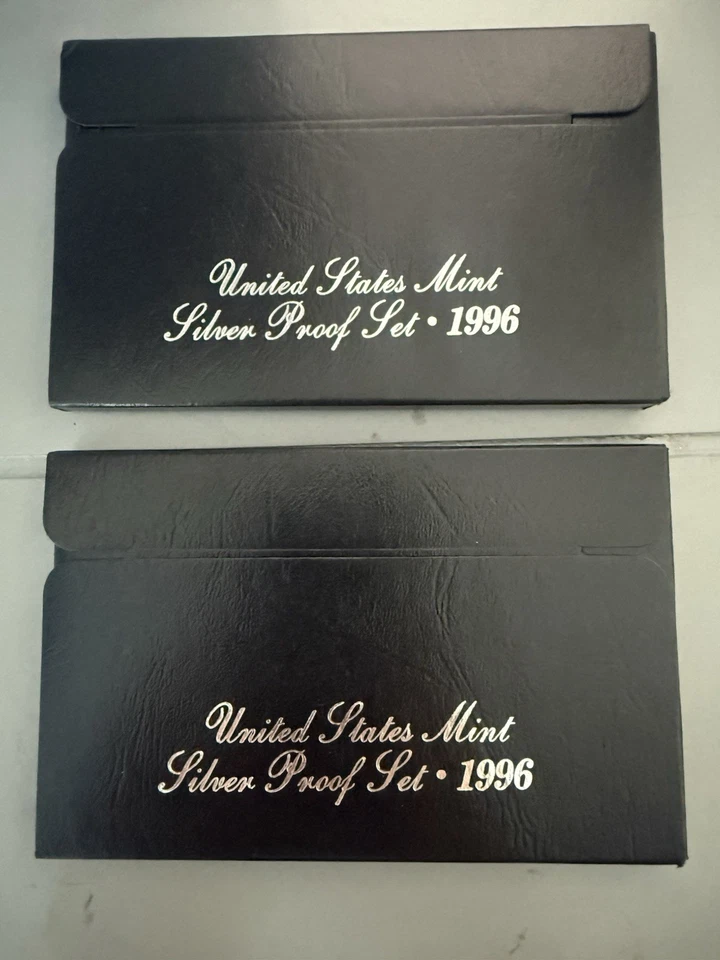 United States Mint
Silver Proof Set • 1996
United States Mint
Silver Proof Set • 1996